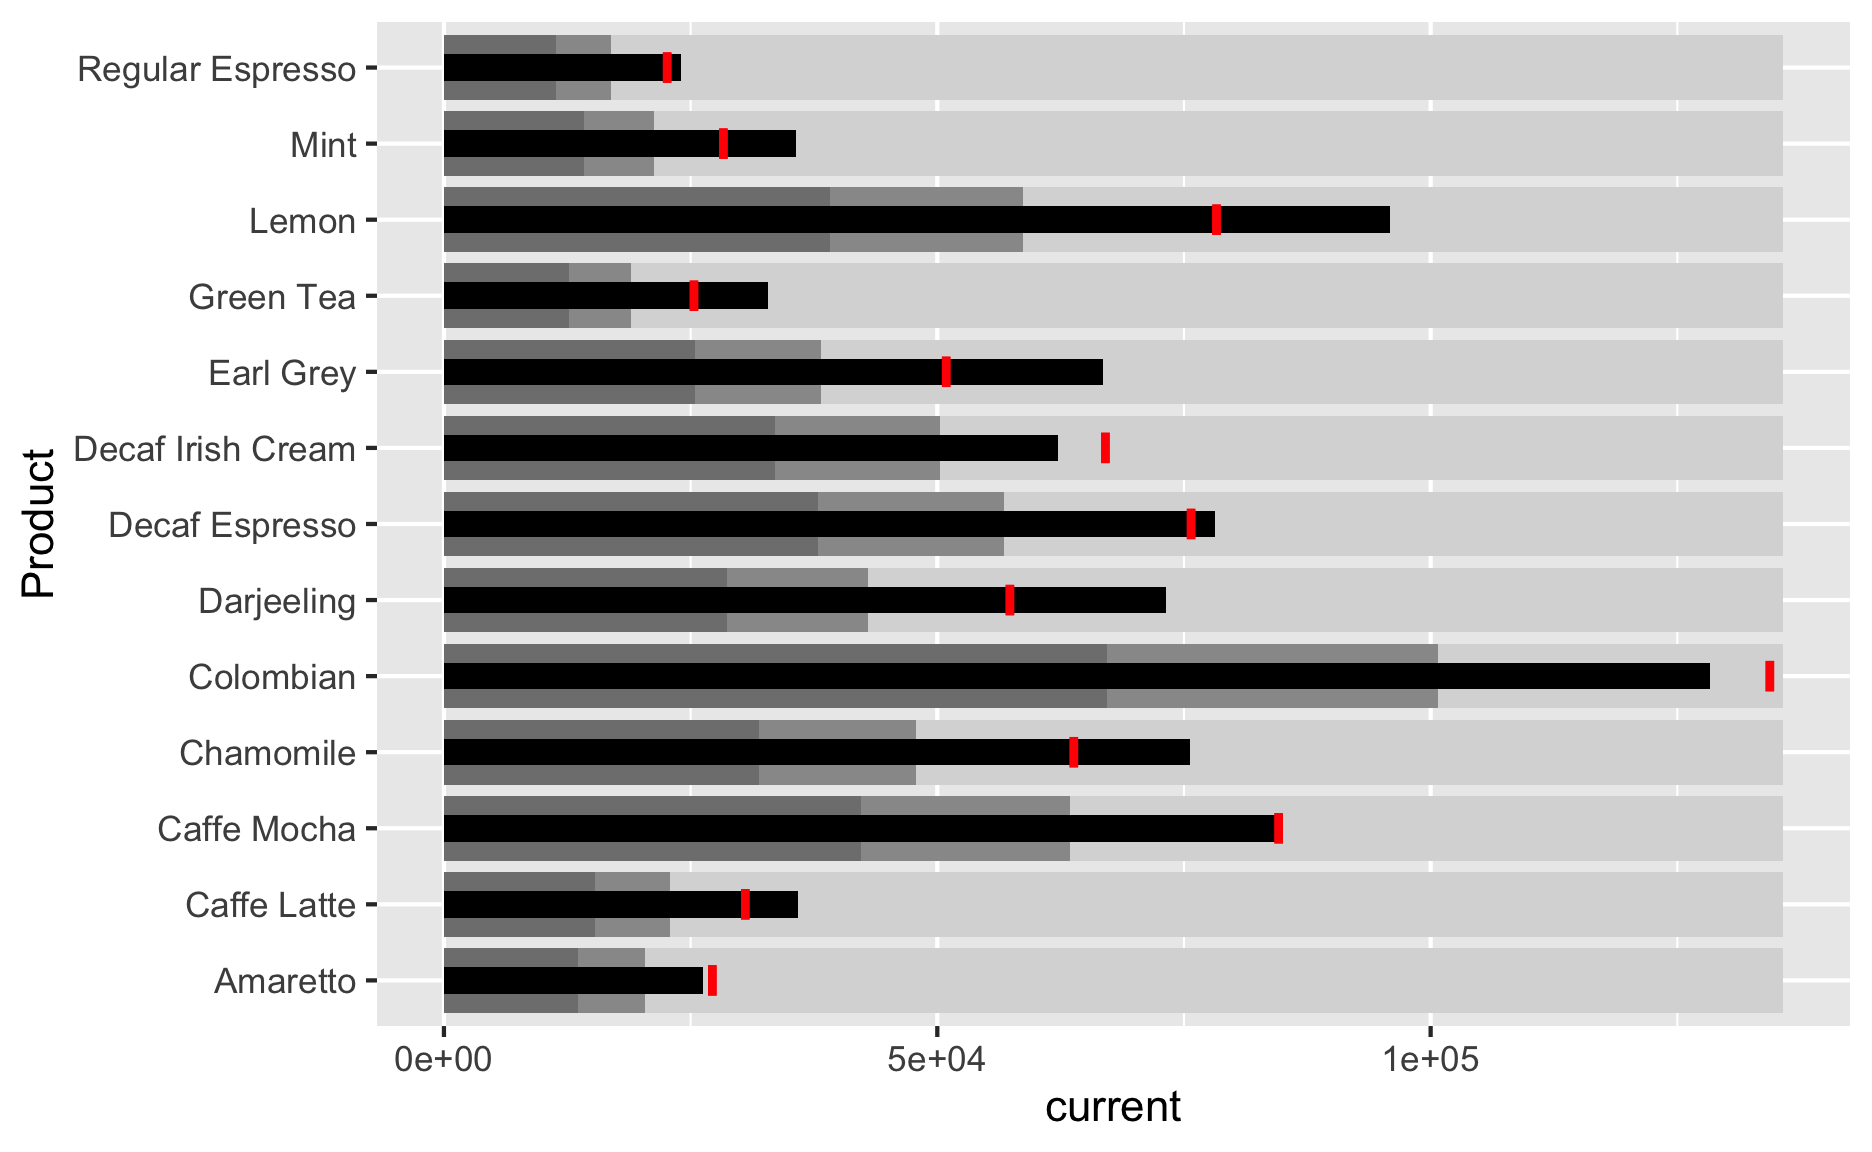 Product
Regular Espresso
Mint
Lemon
Green Tea
Earl Grey
Decaf Irish Cream
Decaf Espresso
Darjeeling
Colombian
Chamomile
Caffe Mocha
Caffe Latte
Amaretto
0e+00 5e+04 1e+05
current